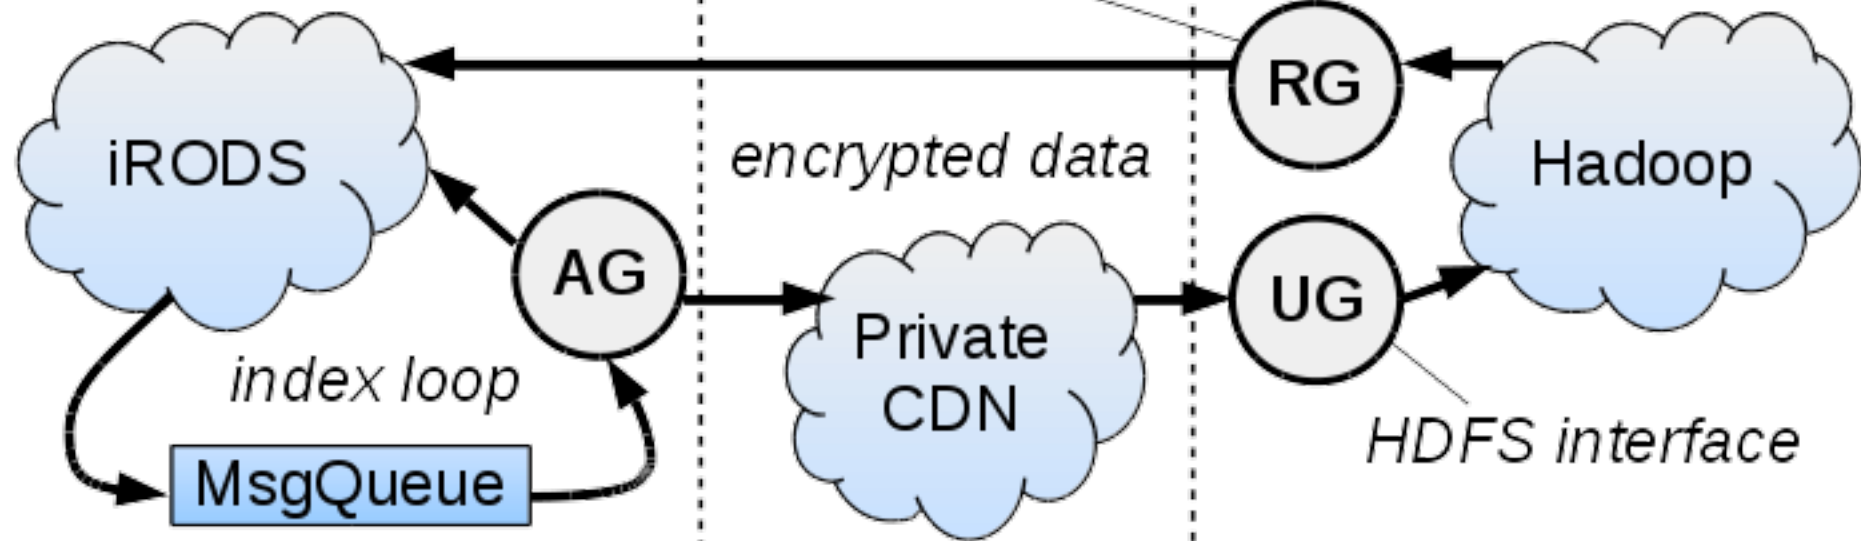 RG
iRODS
encrypted data
Hadoop
AG
UG
Private
CDN
index loop
HDFS interface
MsgQueue